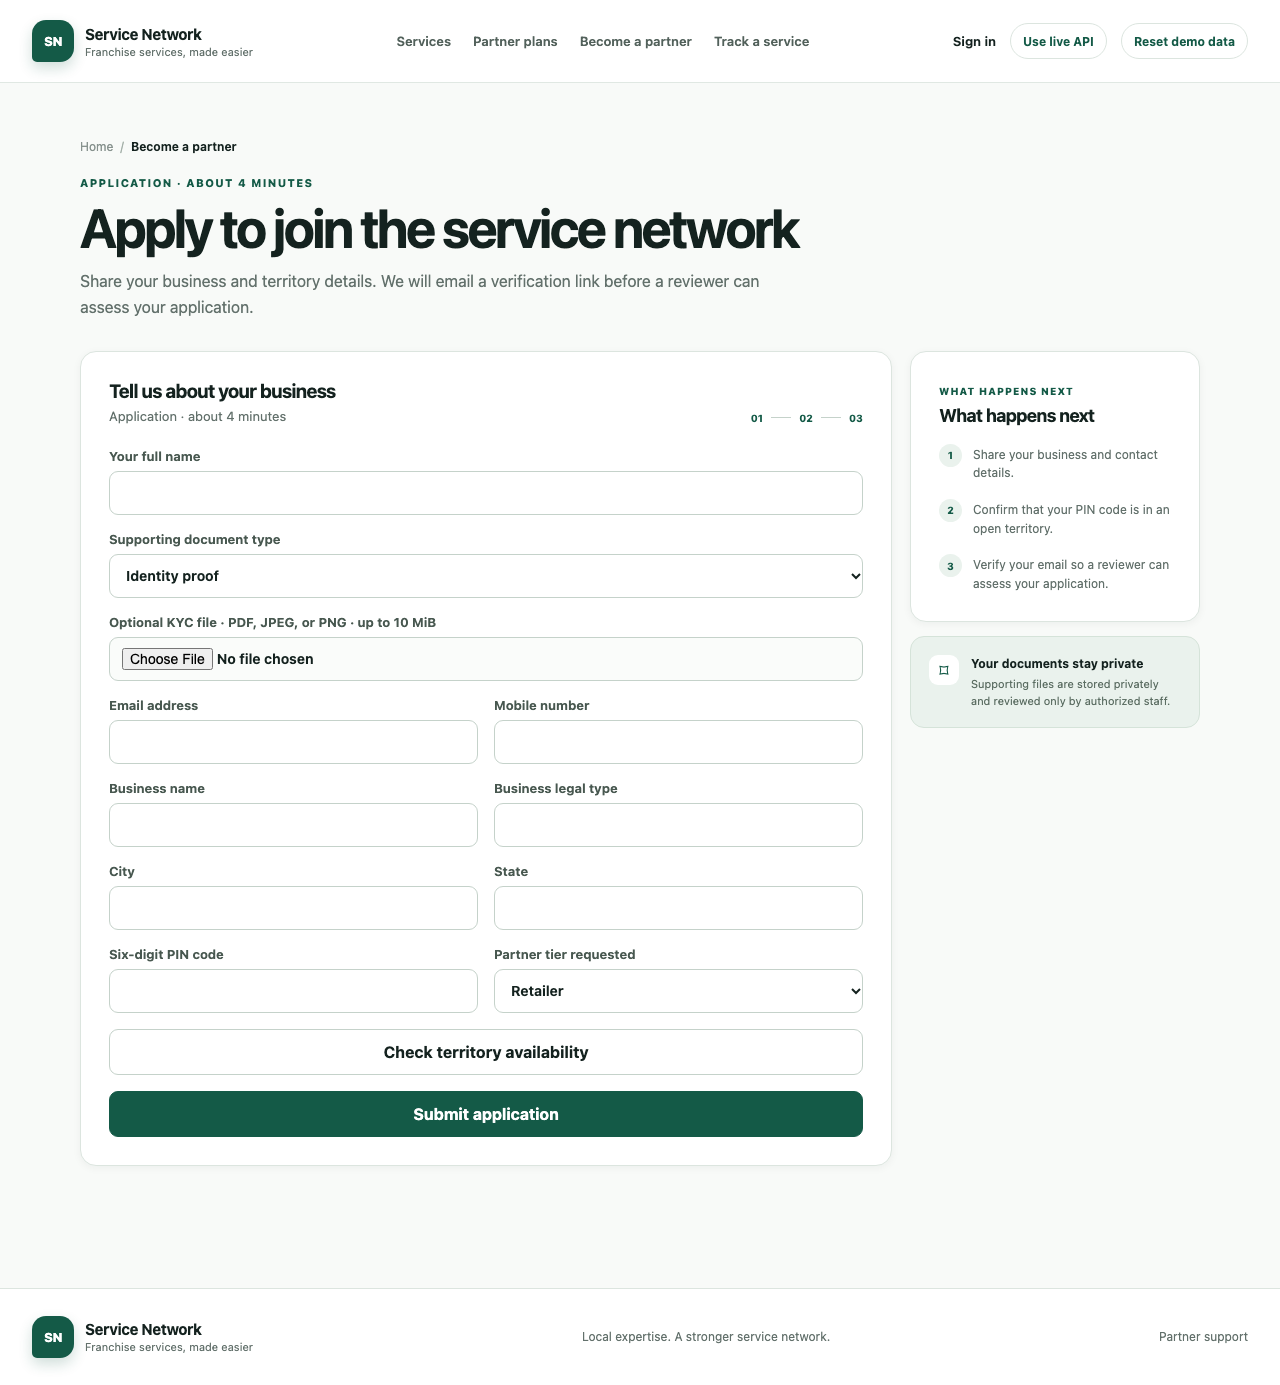 SN
Service Network
Franchise services, made easier
Services
Partner plans
Become a partner
Track a service
Sign in
Use live API
Reset demo data
Home / Become a partner
APPLICATION · ABOUT 4 MINUTES
Apply to join the service network
Share your business and territory details. We will email a verification link before a reviewer can
assess your application.
Tell us about your business
Application · about 4 minutes
01 02 03
Your full name
Supporting document type
Identity proof
Optional KYC file · PDF, JPEG, or PNG · up to 10 MiB
Choose File No file chosen
Email address
Mobile number
Business name
Business legal type
City
State
Six-digit PIN code
Partner tier requested
Retailer
Check territory availability
Submit application
WHAT HAPPENS NEXT
What happens next
1 Share your business and contact
details.
2 Confirm that your PIN code is in an
open territory.
3 Verify your email so a reviewer can
assess your application.
Your documents stay private
Supporting files are stored privately
and reviewed only by authorized staff.
SN
Service Network
Franchise services, made easier
Local expertise. A stronger service network.
Partner support